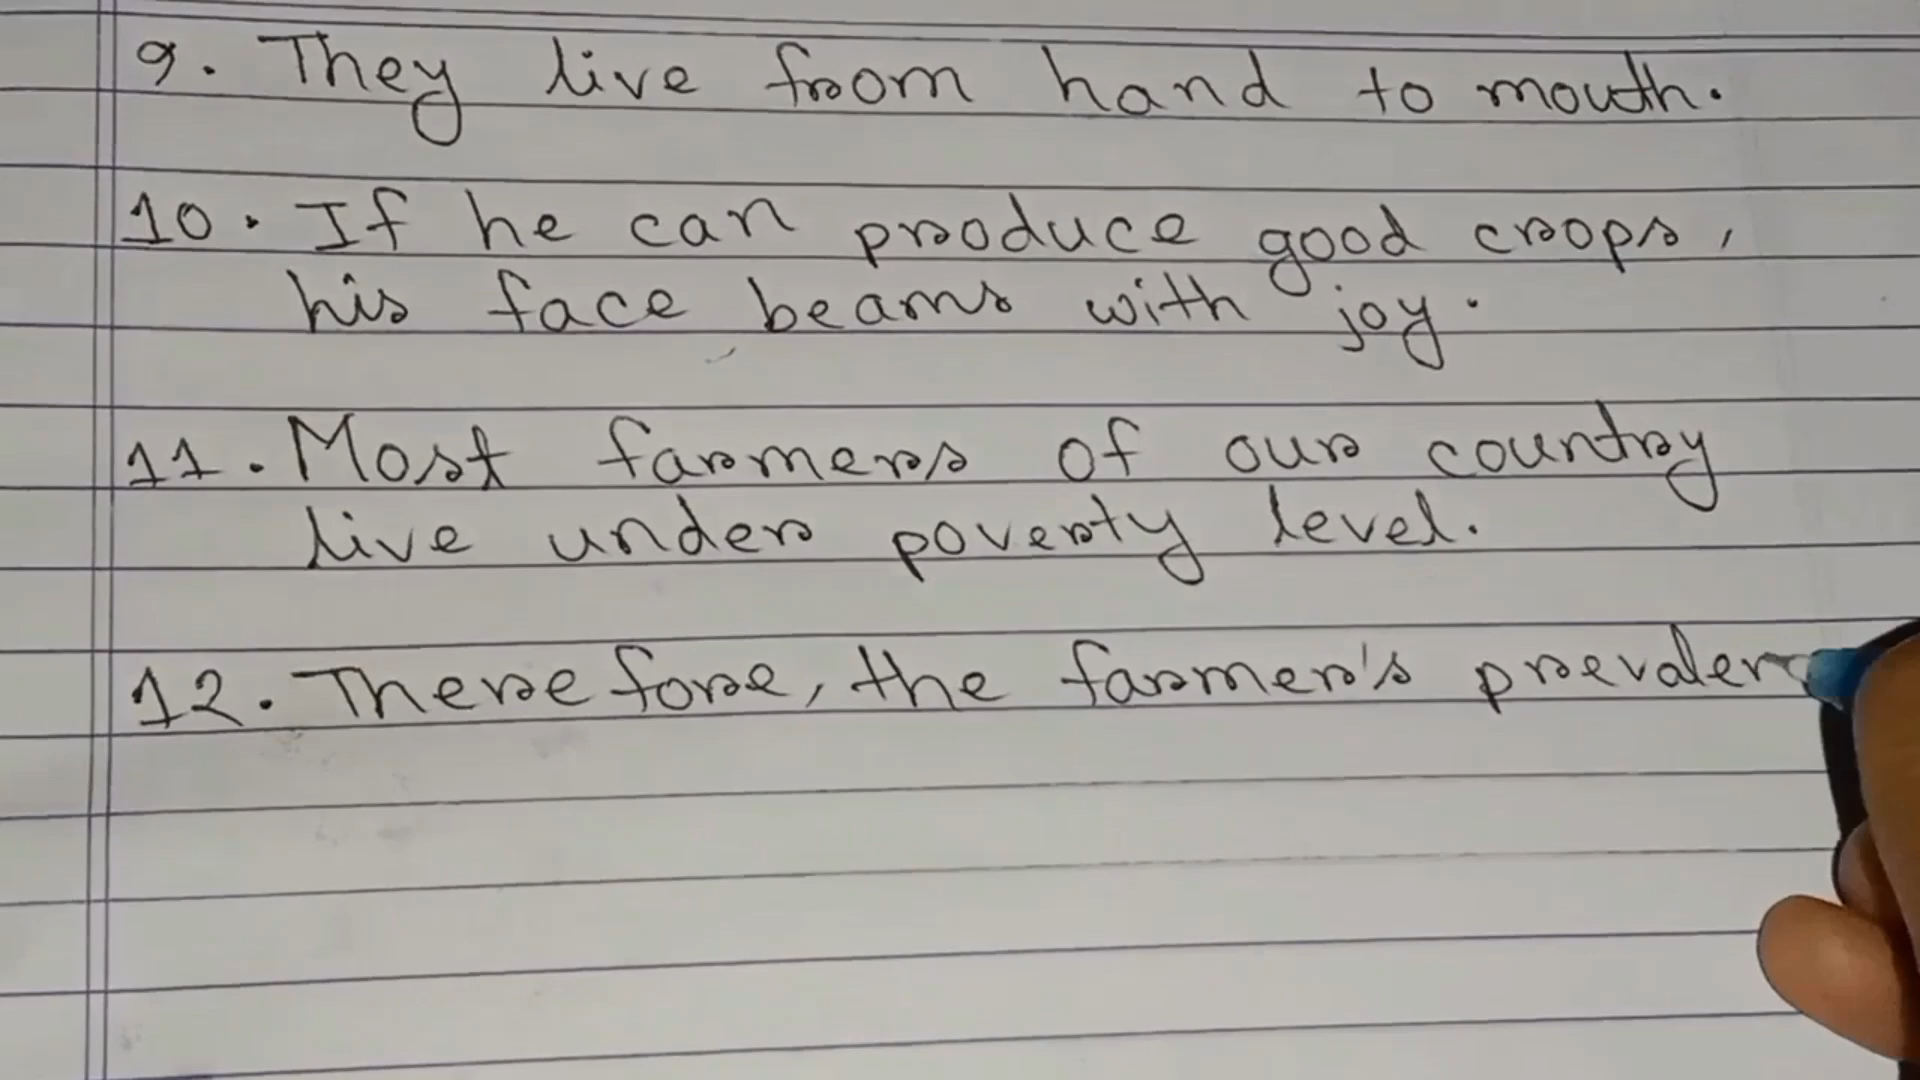 9. They live from hand to mouth.
10. If he can produce good crops,
his face beams with joy.
11. Most farmers of our country
live under poverty level.
12. Therefore, the farmer's